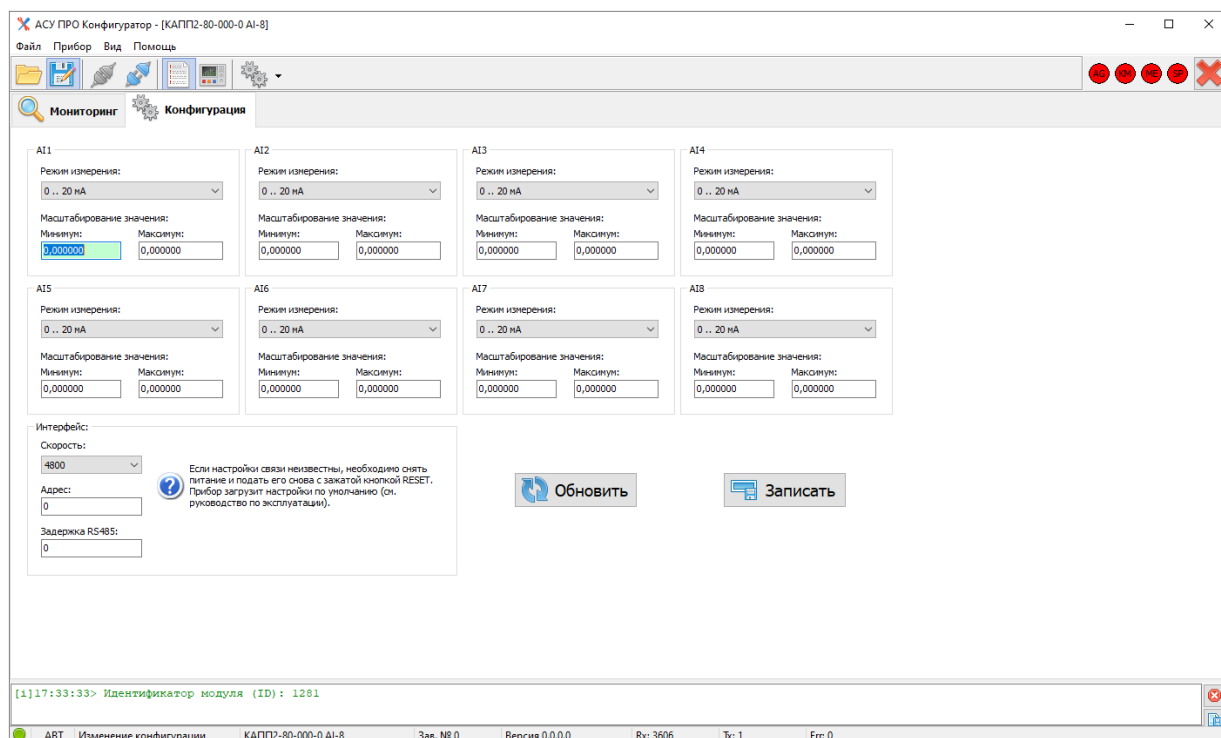 АСУ ПРО Конфигуратор - [КАПП2-80-000-0 AI-8]
Файл Прибор Вид Помощь
AG КМ МЕ SP
Мониторинг Конфигурация
AI1 AI2 AI3 AI4
Режим измерения: Режим измерения: Режим измерения: Режим измерения:
0 .. 20 мА 0 .. 20 мА 0 .. 20 мА 0 .. 20 мА
Масштабирование значения: Масштабирование значения: Масштабирование значения: Масштабирование значения:
Минимум: Максимум: Минимум: Максимум: Минимум: Максимум: Минимум: Максимум:
0,000000 0,000000 0,000000 0,000000 0,000000 0,000000 0,000000 0,000000
AI5 AI6 AI7 AI8
Режим измерения: Режим измерения: Режим измерения: Режим измерения:
0 .. 20 мА 0 .. 20 мА 0 .. 20 мА 0 .. 20 мА
Масштабирование значения: Масштабирование значения: Масштабирование значения: Масштабирование значения:
Минимум: Максимум: Минимум: Максимум: Минимум: Максимум: Минимум: Максимум:
0,000000 0,000000 0,000000 0,000000 0,000000 0,000000 0,000000 0,000000
Интерфейс:
Скорость:
4800
Адрес:
0
Задержка RS485:
0
Если настройки связи неизвестны, необходимо снять
питание и подать его снова с зажатой кнопкой RESET.
Прибор загрузит настройки по умолчанию (см.
руководство по эксплуатации).
Обновить Записать
[i]17:33:33> Идентификатор модуля (ID): 1281
АВТ Изменение конфигурации КАПП2-80-000-0 AI-8 Зав. № 0 Версия 0.0.0.0 Rx: 3606 Tx: 1 Err: 0